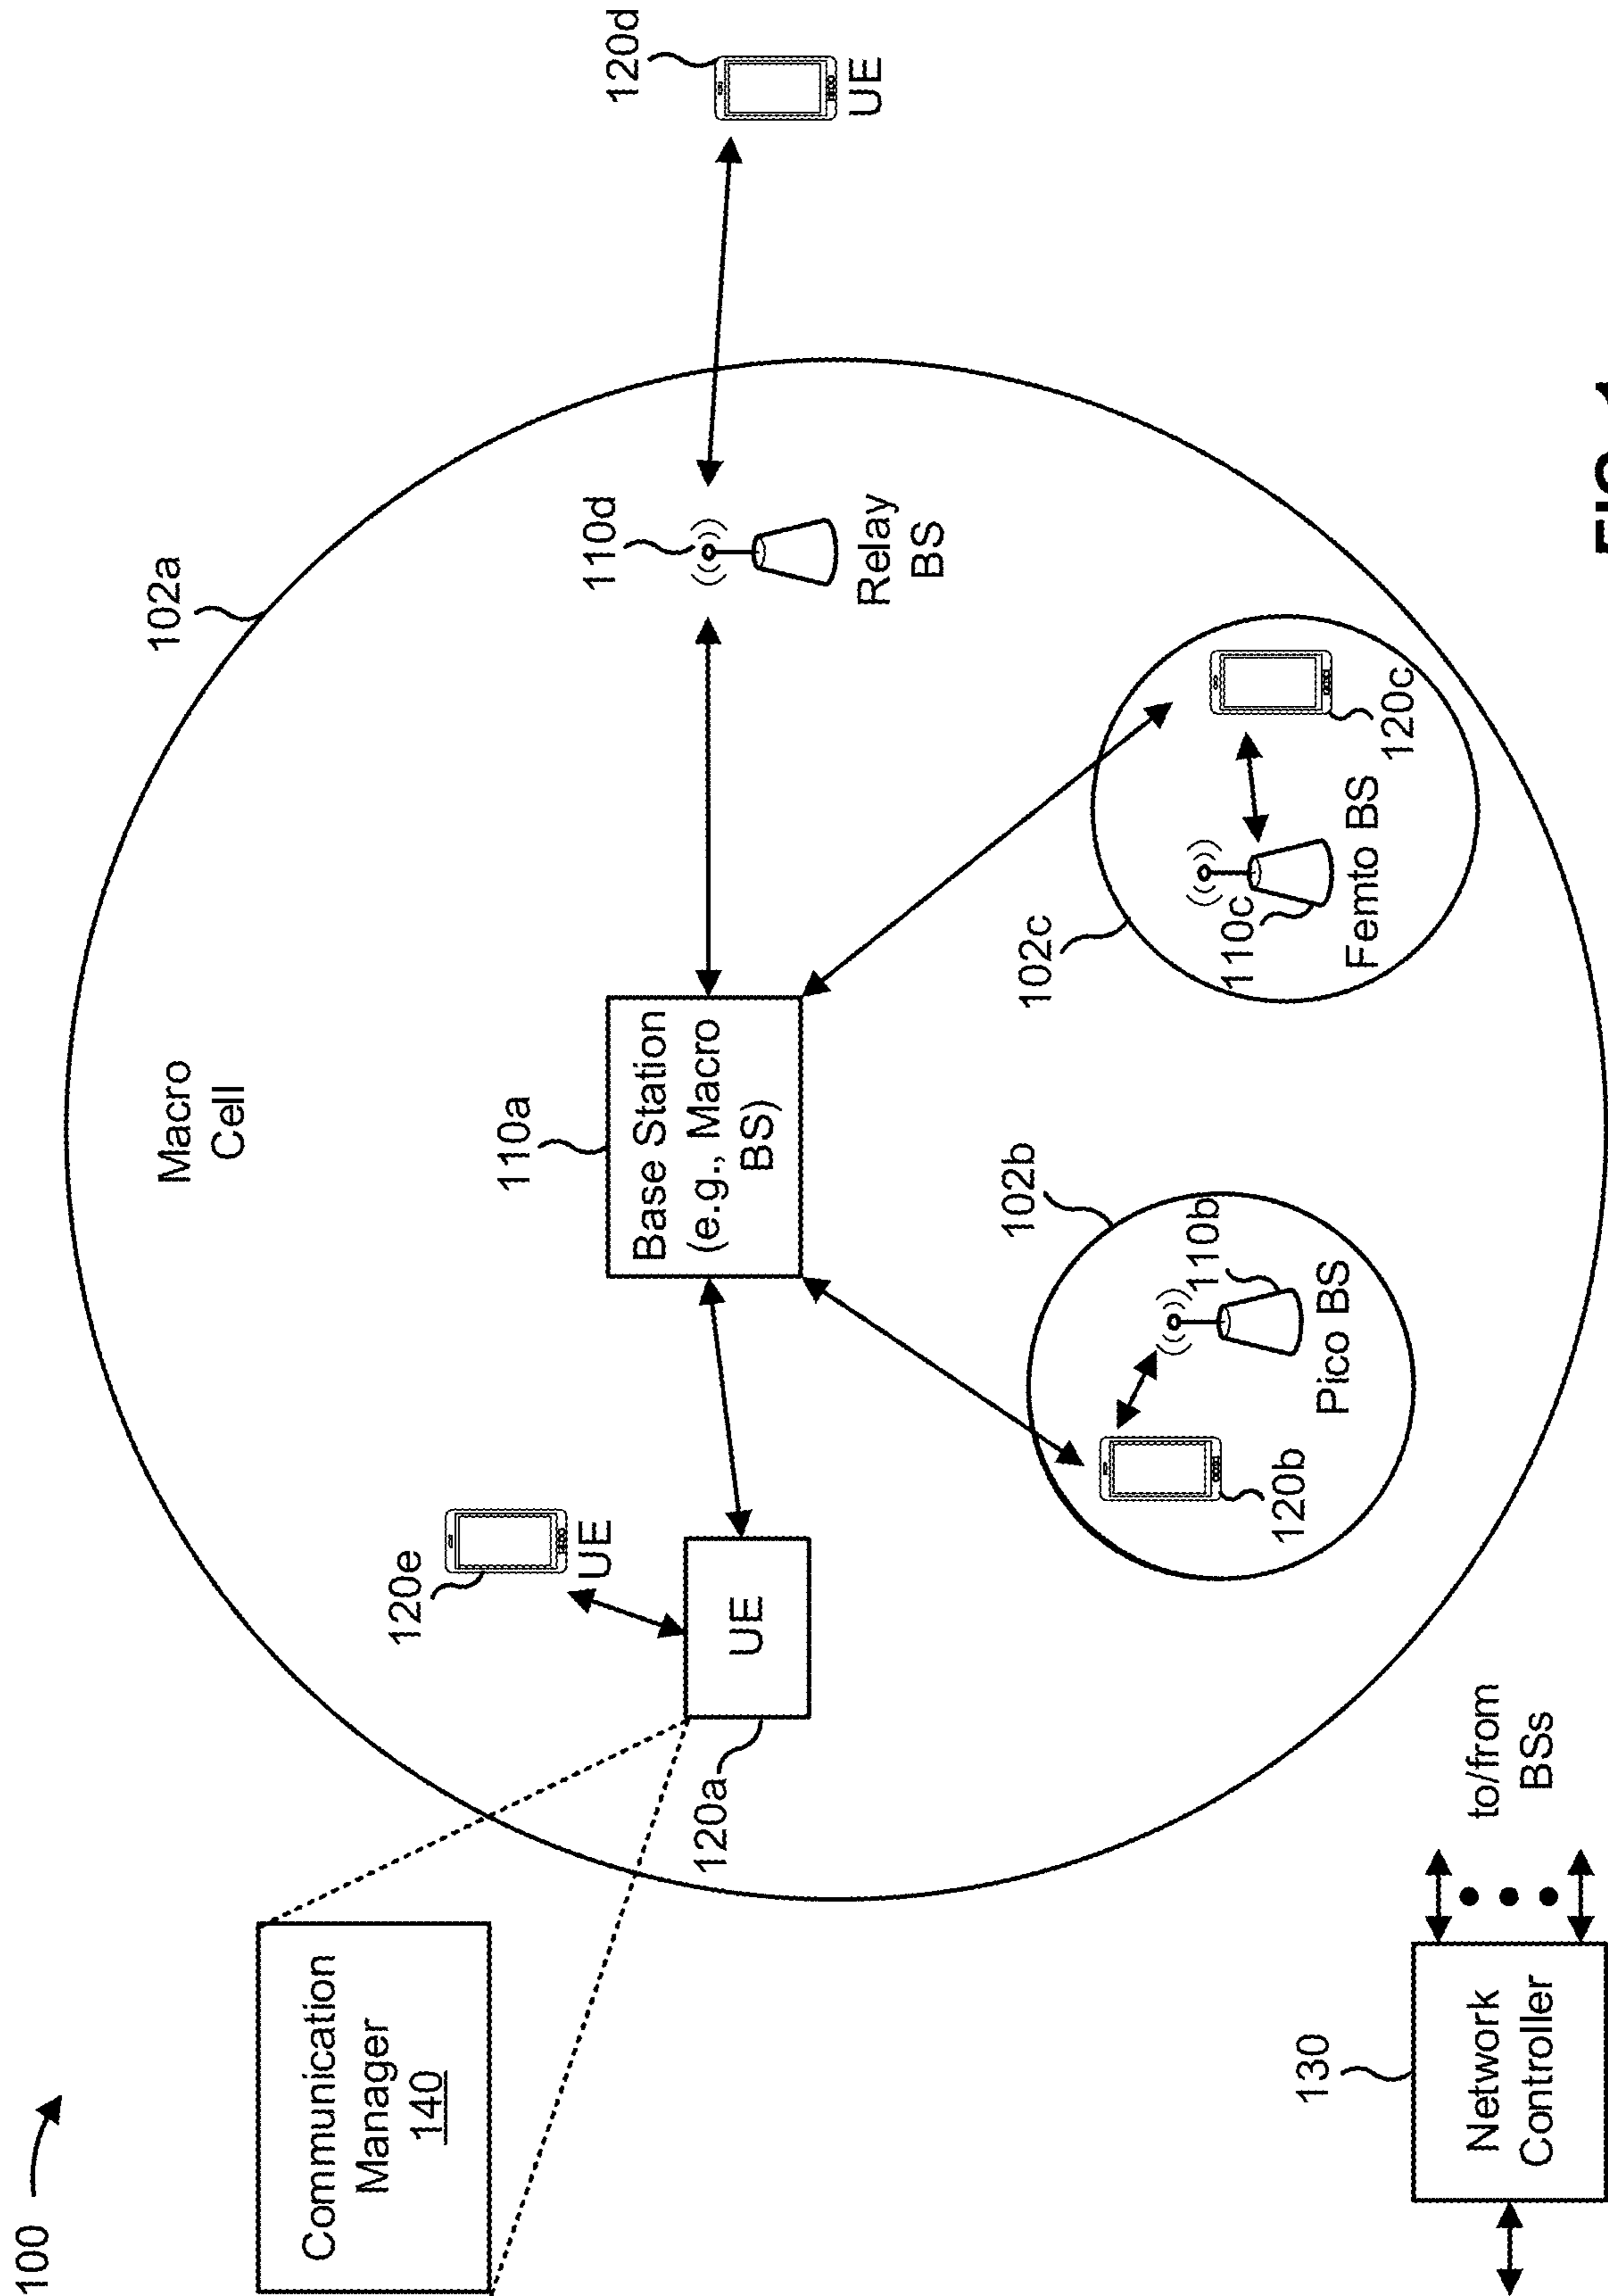 100
Communication
Manager
140
Macro
Cell
102a
120e
UE
UE
120a
110a
Base Station
(e.g., Macro
BS)
110d
Relay
BS
120d
UE
102b
110b
Pico BS
120b
102c
110c
Femto BS
120c
130
Network
Controller
to/from
BSs